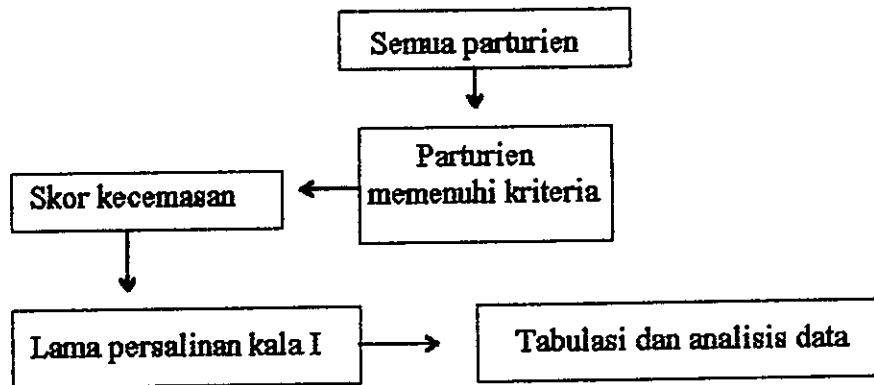 Semua parturien
Parturien
memenuhi kriteria
Skor kecemasan
Lama persalinan kala I
Tabulasi dan analisis data